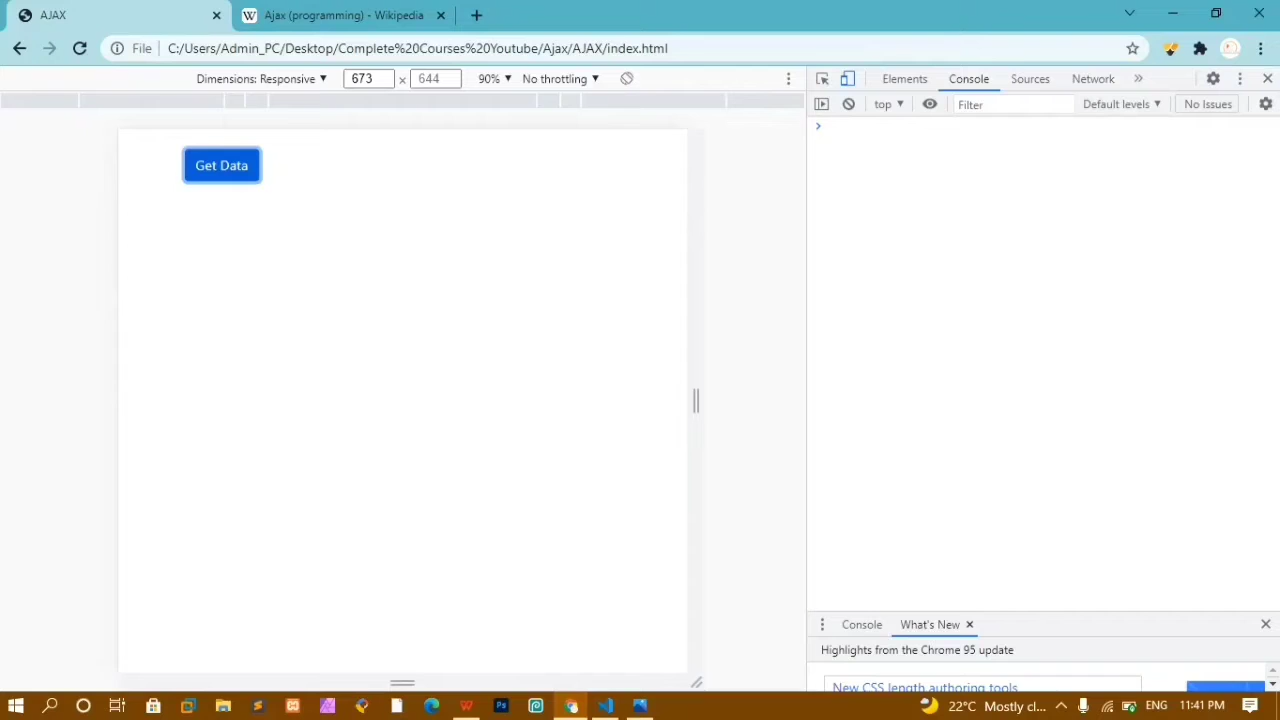 AJAX
Ajax (programming) - Wikipedia
File
C:/Users/Admin_PC/Desktop/Complete%20Courses%20Youtube/Ajax/AJAX/index.html
Dimensions: Responsive 673 × 644 90% No throttling
Elements Console Sources Network »
top Filter Default levels No Issues
Get Data
Console What's New
Highlights from the Chrome 95 update
New CSS length authoring tools
22°C Mostly cl... ENG 11:41 PM